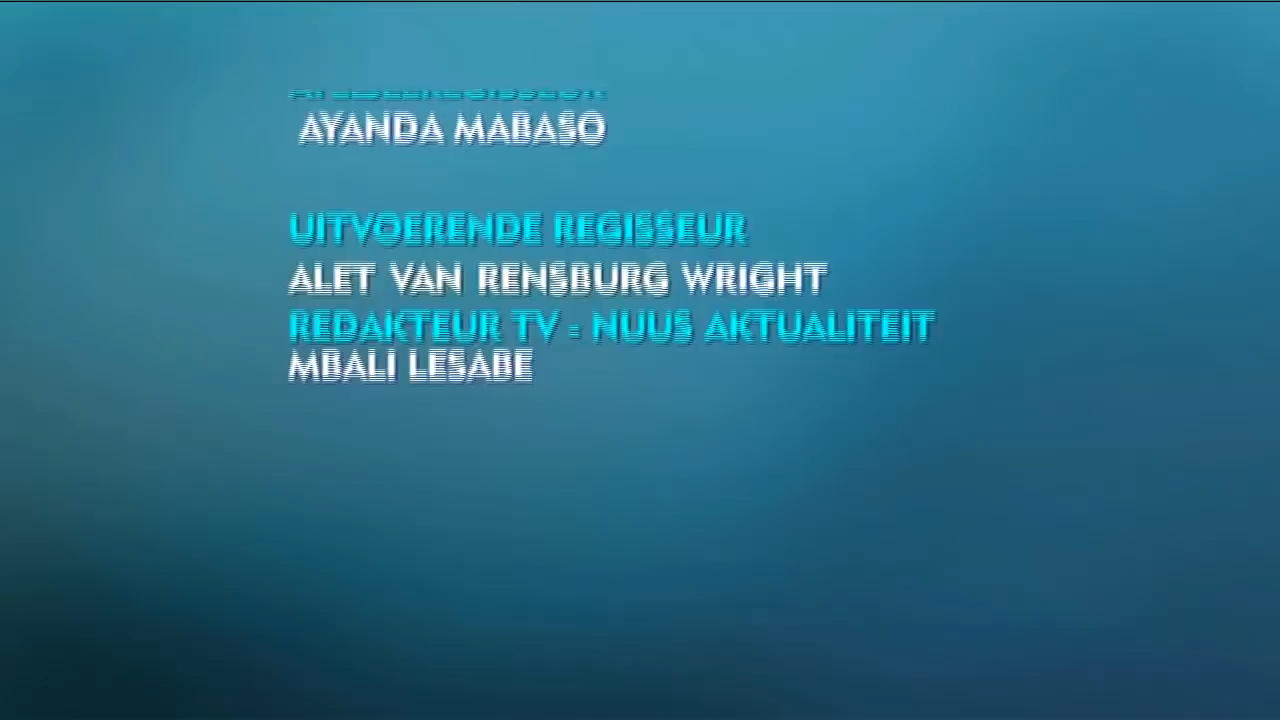 AYANDA MABASO
UITVOERENDE REGISSEUR
ALET VAN RENSBURG WRIGHT
REDAKTEUR TV - NUUS AKTUALITEIT
MBALI LESABE